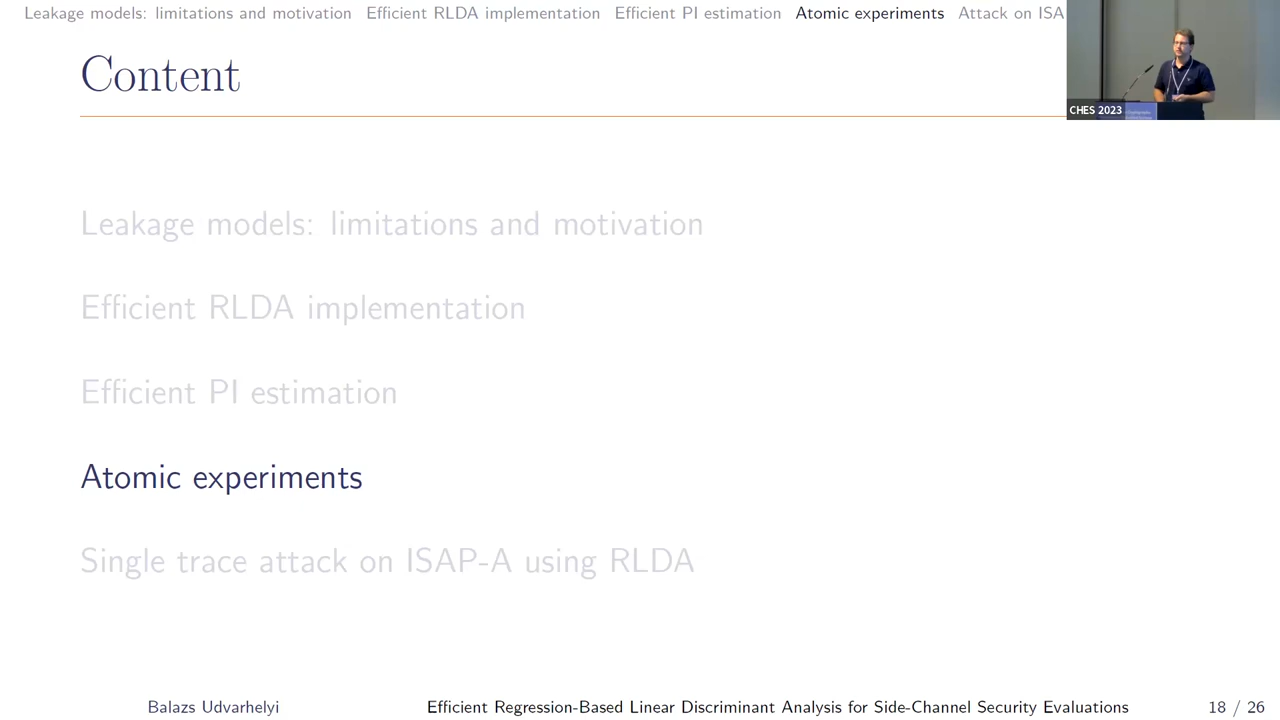 Leakage models: limitations and motivation Efficient RLDA implementation Efficient PI estimation Atomic experiments Attack on ISA
Content
CHES 2023
Leakage models: limitations and motivation
Efficient RLDA implementation
Efficient PI estimation
Atomic experiments
Single trace attack on ISAP-A using RLDA
Balazs Udvarhelyi Efficient Regression-Based Linear Discriminant Analysis for Side-Channel Security Evaluations 18 / 26